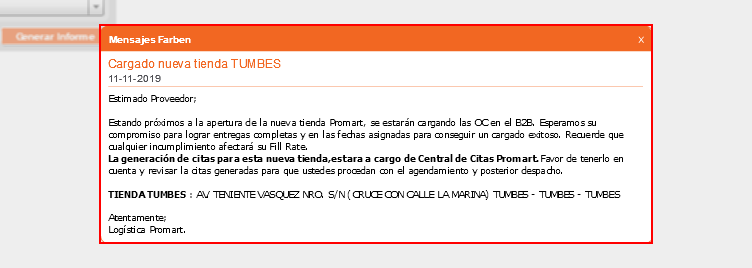 Generar Informe
Mensajes Farben
x
Cargado nueva tienda TUMBES
11-11-2019
Estimado Proveedor;
Estando próximos a la apertura de la nueva tienda Promart, se estarán cargando las OC en el B2B. Esperamos su
compromiso para lograr entregas completas y en las fechas asignadas para conseguir un cargado exitoso. Recuerde que
cualquier incumplimiento afectará su Fill Rate.
La generación de citas para esta nueva tienda,estara a cargo de Central de Citas Promart. Favor de tenerlo en
cuenta y revisar la citas generadas para que ustedes procedan con el agendamiento y posterior despacho.
TIENDA TUMBES : AV TENIENTE VASQUEZ NRO. S/N ( CRUCE CON CALLE LA MARINA) TUMBES - TUMBES - TUMBES
Atentamente;
Logística Promart.